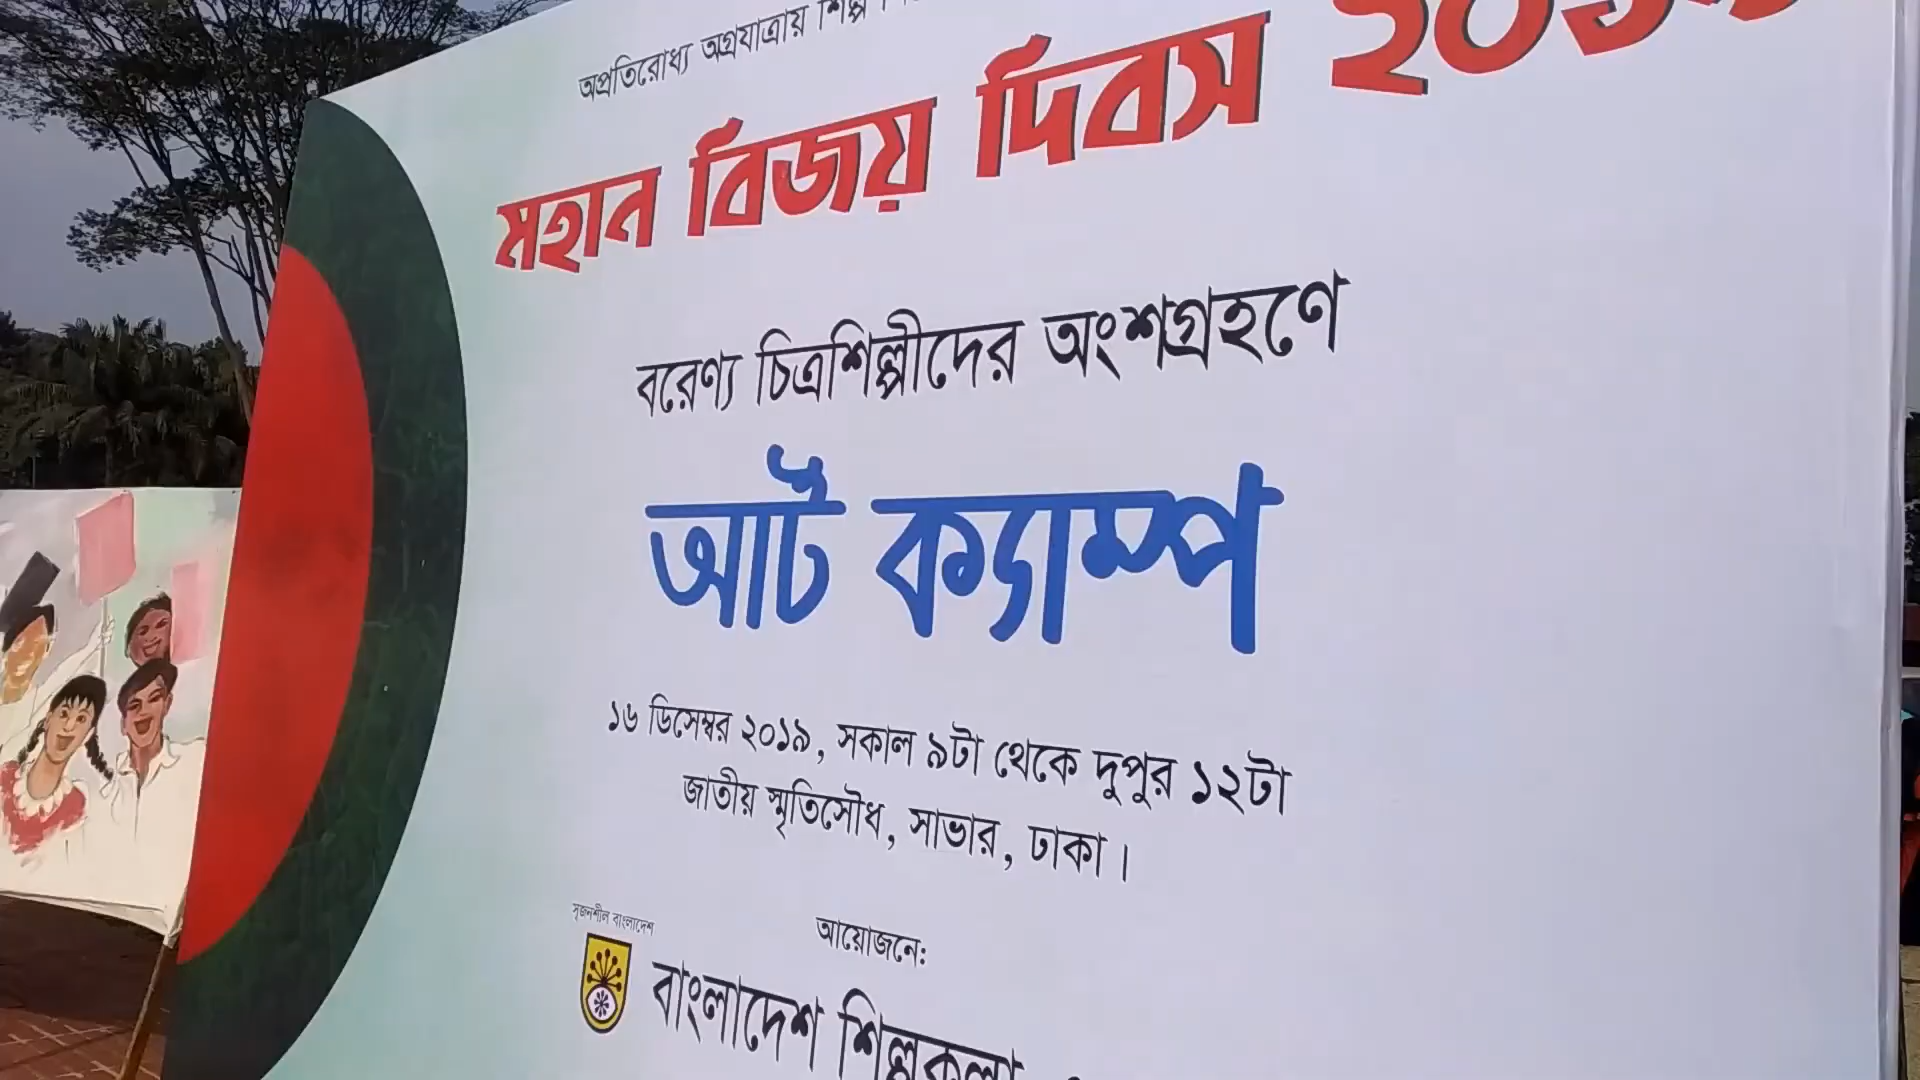 অপ্রতিরোধ্য অগ্রযাত্রায় শিল্প
মহান বিজয় দিবস
বরেণ্য চিত্রশিল্পীদের অংশগ্রহণে
আর্ট ক্যাম্প
১৬ ডিসেম্বর ২০১৯, সকাল ৯টা থেকে দুপুর ১২টা
জাতীয় স্মৃতিসৌধ, সাভার, ঢাকা।
সৃজনশীল বাংলাদেশ
আয়োজনে:
বাংলাদেশ শিল্পকলা